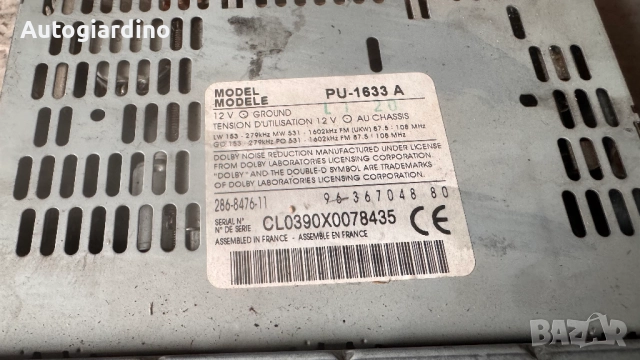 Autogiardino
MODEL
MODELE PU-1633 A
12 V ⊙ GROUND L1 20
TENSION D'UTILISATION 12 V ⊙ AU CHASSIS
LW 153 - 279kHz MW 531 - 1602kHz FM (UKW) 87.5 - 108 MHz
GO 153 - 279kHz PO 531 - 1602kHz FM 87.5 - 108 MHz
DOLBY NOISE REDUCTION MANUFACTURED UNDER LICENSE
FROM DOLBY LABORATORIES LICENSING CORPORATION.
"DOLBY" AND THE DOUBLE-D SYMBOL ARE TRADEMARKS
OF DOLBY LABORATORIES LICENSING CORPORATION.
286-8476-11 96 367048 80
SERIAL N°
N° DE SERIE CL0390X0078435 CE
ASSEMBLED IN FRANCE - ASSEMBLE EN FRANCE
BAZAR